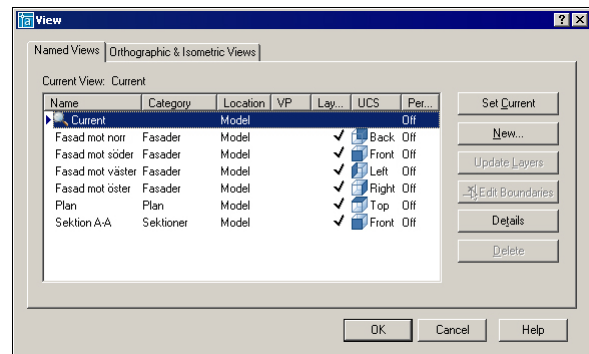 View
Named Views Orthographic & Isometric Views
Current View: Current
Name Category Location VP Lay... UCS Per...
Current Model Off
Fasad mot norr Fasader Model Back Off
Fasad mot söder Fasader Model Front Off
Fasad mot väster Fasader Model Left Off
Fasad mot öster Fasader Model Right Off
Plan Plan Model Top Off
Sektion A-A Sektioner Model Front Off
Set Current
New...
Update Layers
Edit Boundaries
Details
Delete
OK Cancel Help